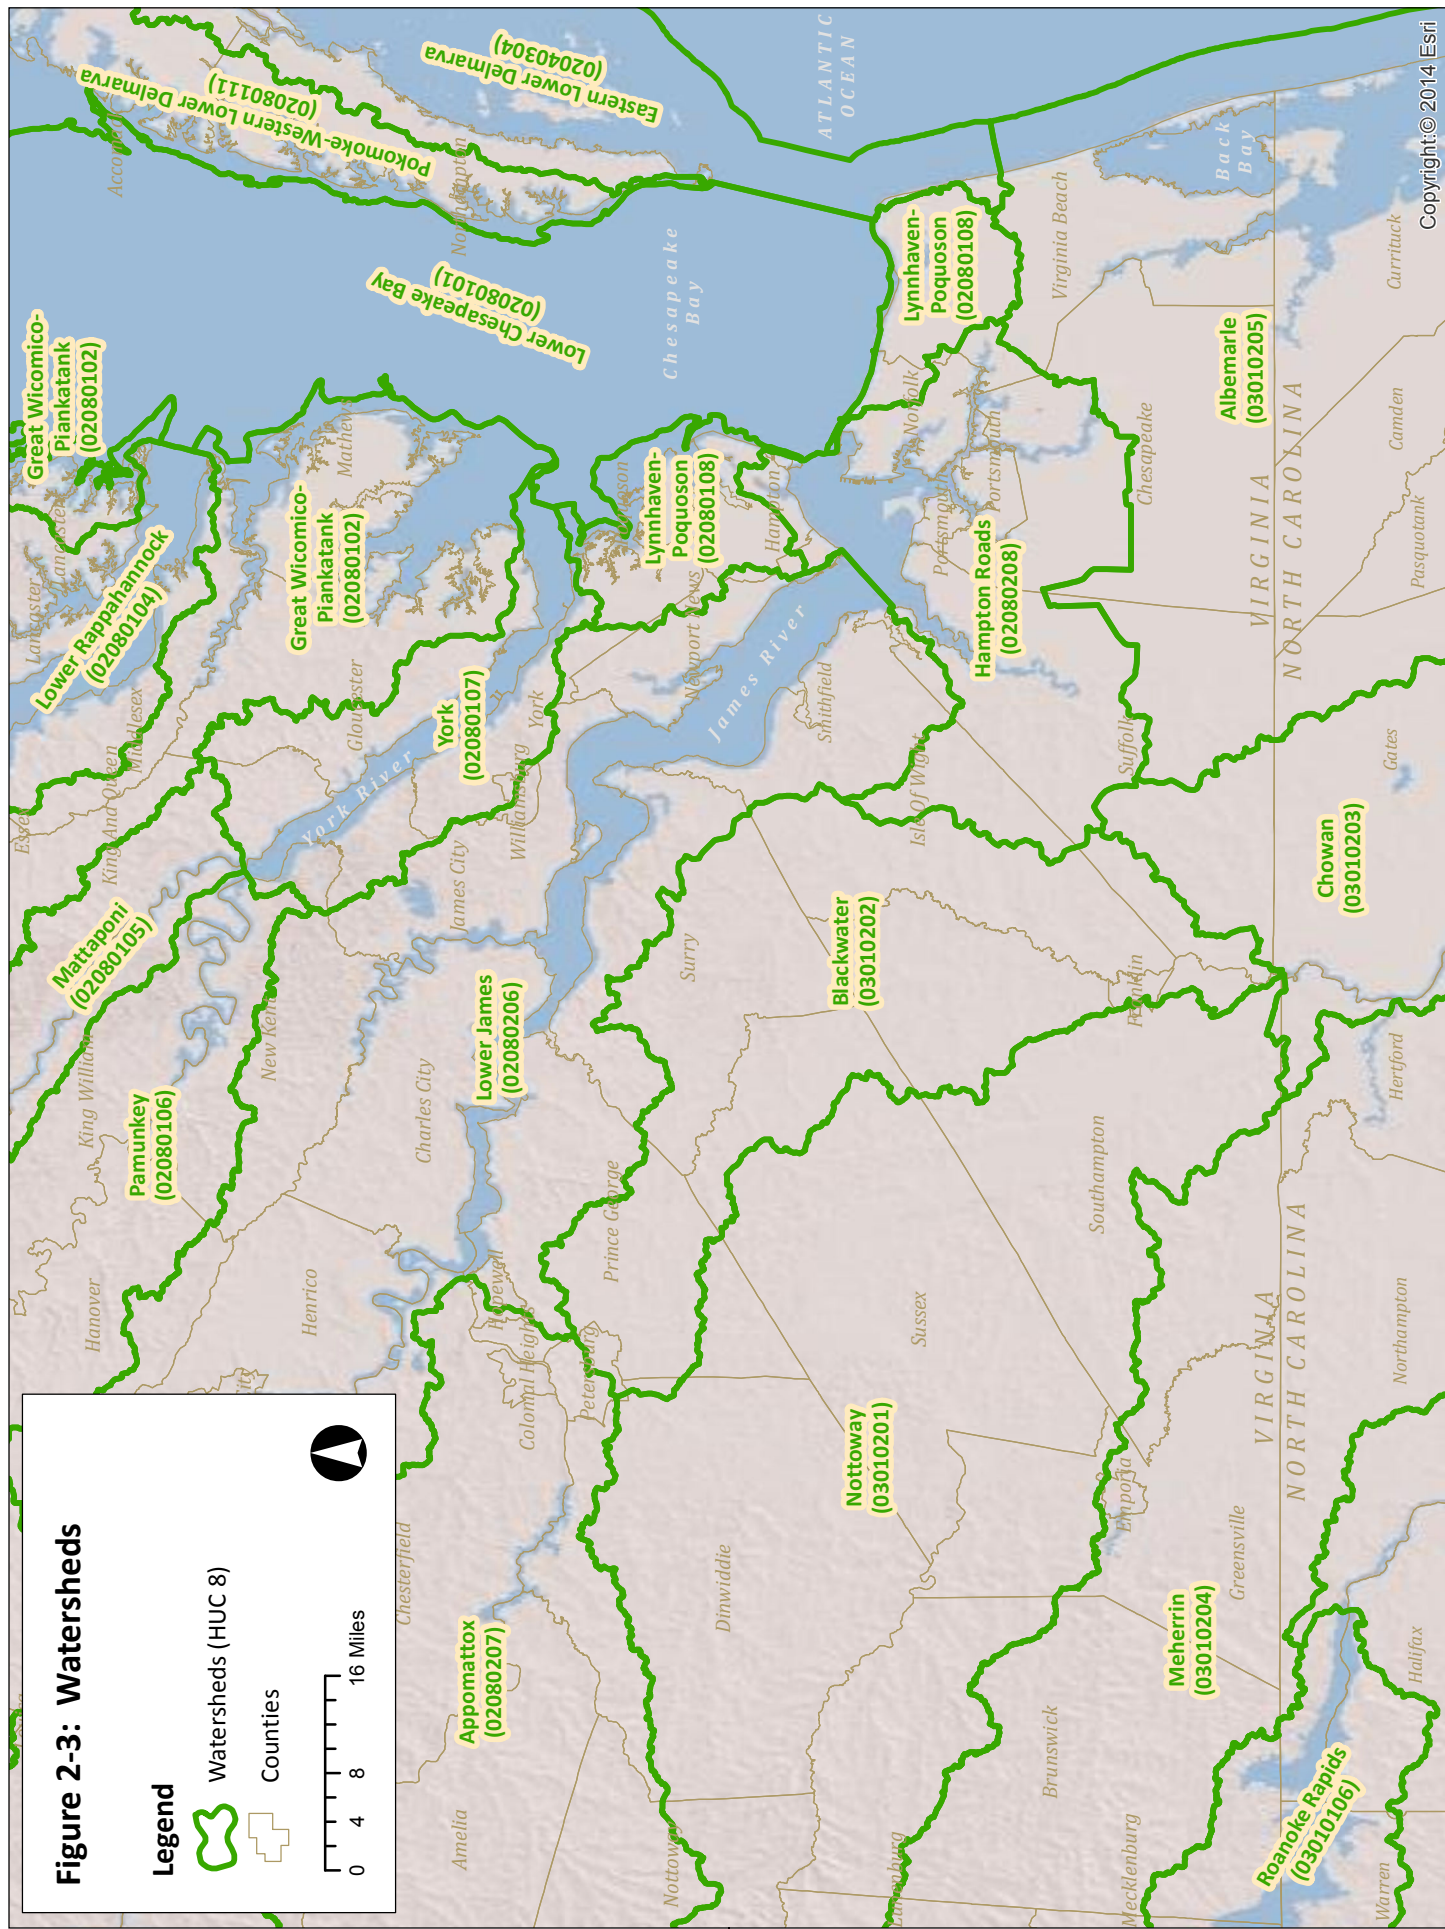 Figure 2-3: Watersheds
Legend
Watersheds (HUC 8)
Counties
0 4 8 16 Miles
Great Wicomico-
Piankatank
(02080102)
Lower Rappahannock
(02080104)
Great Wicomico-
Piankatank
(02080102)
Mattaponi
(02080105)
Pamunkey
(02080106)
York
(02080107)
Lower James
(02080206)
Appomattox
(02080207)
Lynnhaven-
Poquoson
(02080108)
Lynnhaven-
Poquoson
(02080108)
Hampton Roads
(02080208)
Lower Chesapeake Bay
(02080101)
Pokomoke-Western Lower Delmarva
(02080111)
Eastern Lower Delmarva
(02040304)
Blackwater
(03010202)
Nottoway
(03010201)
Meherrin
(03010204)
Chowan
(03010203)
Albemarle
(03010205)
Roanoke Rapids
(03010106)
Accomack
Northampton
Lancaster
Lancaster
Essex
King And Queen
Middlesex
Mathews
Gloucester
King William
New Kent
Hanover
Henrico
Charles City
James City
Williamsburg
York
Poquoson
Hampton
Newport News
Norfolk
Portsmouth
Portsmouth
Virginia Beach
Chesapeake
Suffolk
Isle Of Wight
Smithfield
Surry
Prince George
Hopewell
Colonial Heights
Petersburg
City
Chesterfield
Amelia
Dinwiddie
Nottoway
Sussex
Southampton
Franklin
Emporia
Greensville
Brunswick
Lunenburg
Mecklenburg
Warren
Halifax
Northampton
Hertford
Gates
Pasquotank
Camden
Currituck
York River
James River
Chesapeake
Bay
ATLANTIC
OCEAN
Back
Bay
VIRGINIA
NORTH CAROLINA
VIRGINIA
NORTH CAROLINA
Copyright:© 2014 Esri